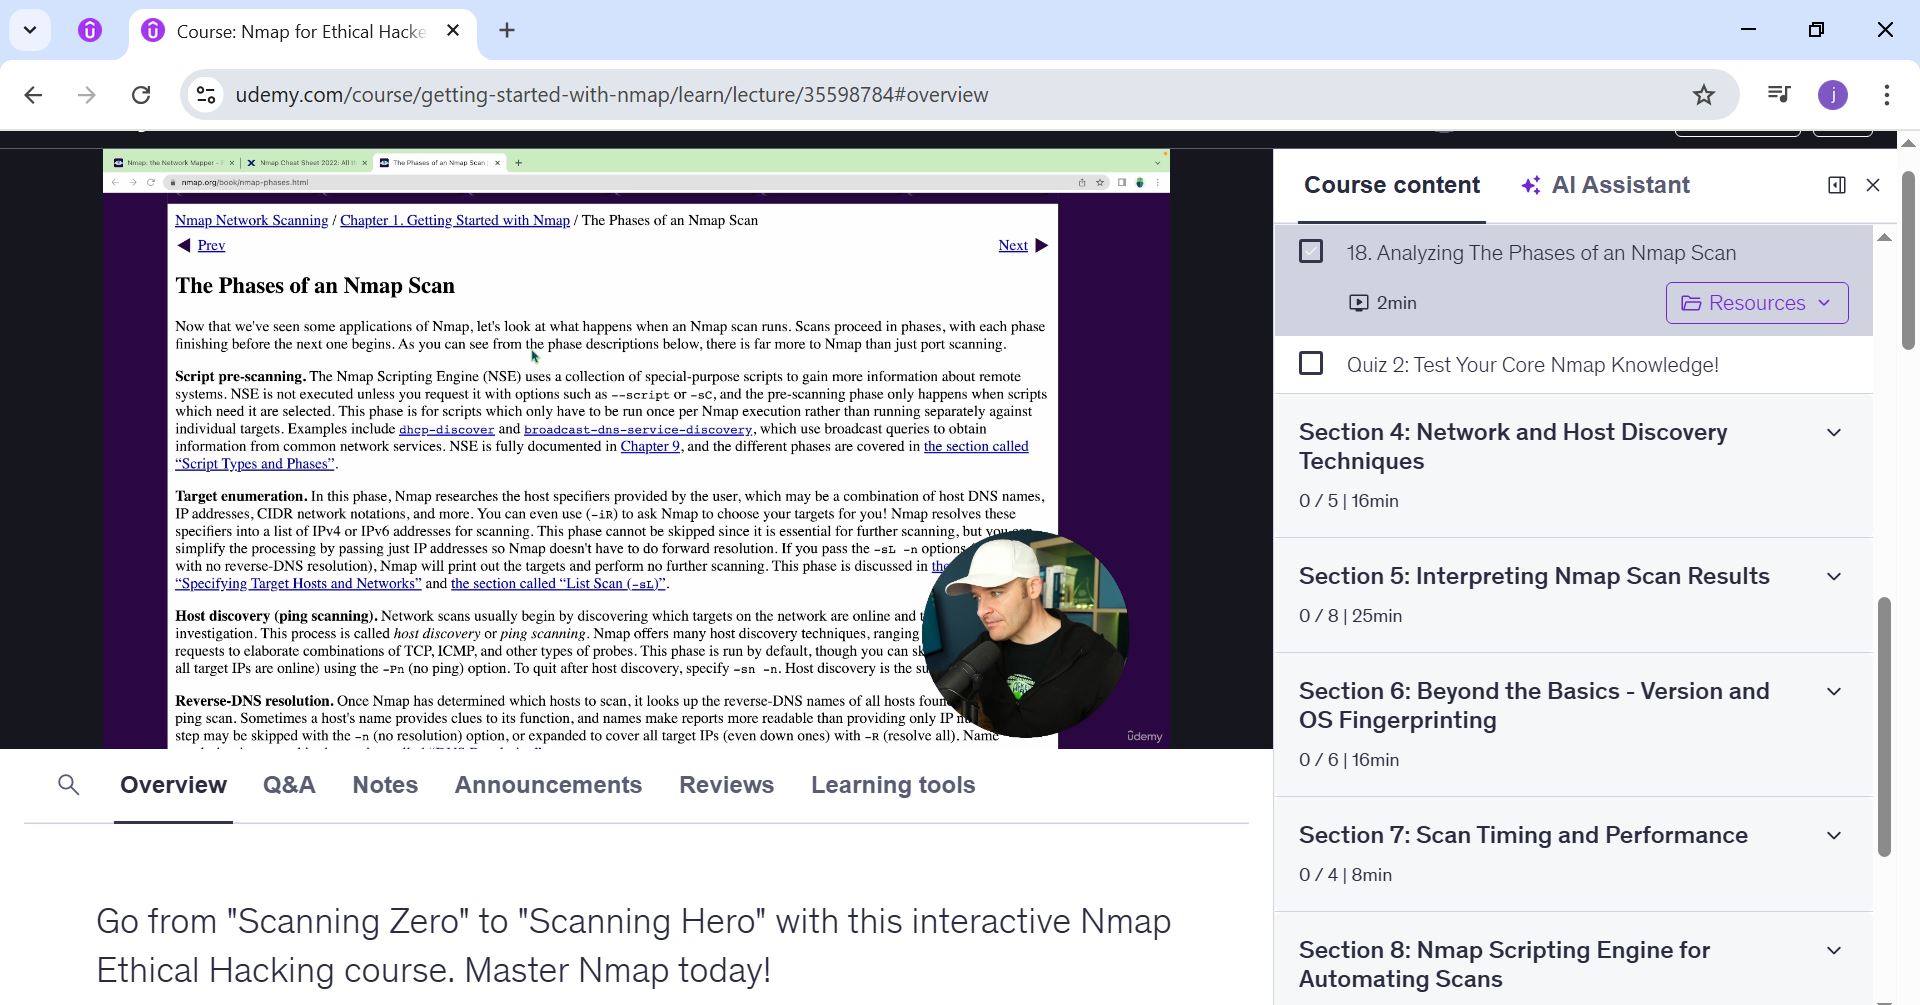 Course: Nmap for Ethical Hacke
udemy.com/course/getting-started-with-nmap/learn/lecture/35598784#overview
j
Nmap: the Network Mapper - F
Nmap Cheat Sheet 2022: All th
The Phases of an Nmap Scan
nmap.org/book/nmap-phases.html
Nmap Network Scanning / Chapter 1. Getting Started with Nmap / The Phases of an Nmap Scan
Prev
Next
The Phases of an Nmap Scan
Now that we've seen some applications of Nmap, let's look at what happens when an Nmap scan runs. Scans proceed in phases, with each phase
finishing before the next one begins. As you can see from the phase descriptions below, there is far more to Nmap than just port scanning.
Script pre-scanning. The Nmap Scripting Engine (NSE) uses a collection of special-purpose scripts to gain more information about remote
systems. NSE is not executed unless you request it with options such as --script or -sC, and the pre-scanning phase only happens when scripts
which need it are selected. This phase is for scripts which only have to be run once per Nmap execution rather than running separately against
individual targets. Examples include dhcp-discover and broadcast-dns-service-discovery, which use broadcast queries to obtain
information from common network services. NSE is fully documented in Chapter 9, and the different phases are covered in the section called
“Script Types and Phases”.
Target enumeration. In this phase, Nmap researches the host specifiers provided by the user, which may be a combination of host DNS names,
IP addresses, CIDR network notations, and more. You can even use (-iR) to ask Nmap to choose your targets for you! Nmap resolves these
specifiers into a list of IPv4 or IPv6 addresses for scanning. This phase cannot be skipped since it is essential for further scanning, but you can
simplify the processing by passing just IP addresses so Nmap doesn't have to do forward resolution. If you pass the -sL -n options
with no reverse-DNS resolution), Nmap will print out the targets and perform no further scanning. This phase is discussed in the
“Specifying Target Hosts and Networks” and the section called “List Scan (-sL)”.
Host discovery (ping scanning). Network scans usually begin by discovering which targets on the network are online and
investigation. This process is called host discovery or ping scanning. Nmap offers many host discovery techniques, ranging
requests to elaborate combinations of TCP, ICMP, and other types of probes. This phase is run by default, though you can
all target IPs are online) using the -Pn (no ping) option. To quit after host discovery, specify -sn -n. Host discovery is the
Reverse-DNS resolution. Once Nmap has determined which hosts to scan, it looks up the reverse-DNS names of all hosts
ping scan. Sometimes a host's name provides clues to its function, and names make reports more readable than providing only IP
step may be skipped with the -n (no resolution) option, or expanded to cover all target IPs (even down ones) with -R (resolve all). Name
ûdemy
Course content
AI Assistant
18. Analyzing The Phases of an Nmap Scan
2min
Resources
Quiz 2: Test Your Core Nmap Knowledge!
Section 4: Network and Host Discovery
Techniques
0 / 5 | 16min
Section 5: Interpreting Nmap Scan Results
0 / 8 | 25min
Section 6: Beyond the Basics - Version and
OS Fingerprinting
0 / 6 | 16min
Section 7: Scan Timing and Performance
0 / 4 | 8min
Section 8: Nmap Scripting Engine for
Automating Scans
Overview
Q&A
Notes
Announcements
Reviews
Learning tools
Go from "Scanning Zero" to "Scanning Hero" with this interactive Nmap
Ethical Hacking course. Master Nmap today!